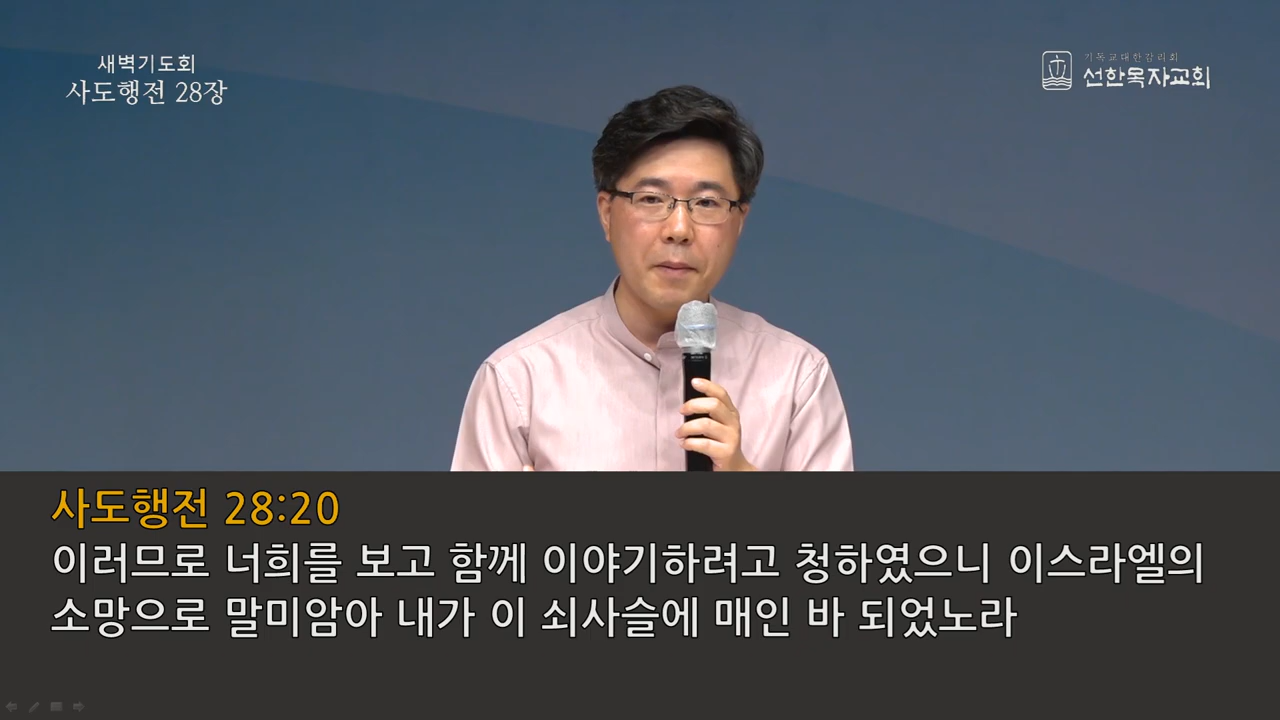 새벽기도회
사도행전 28장
기독교대한감리회
선한목자교회
사도행전 28:20
이러므로 너희를 보고 함께 이야기하려고 청하였으니 이스라엘의
소망으로 말미암아 내가 이 쇠사슬에 매인 바 되었노라